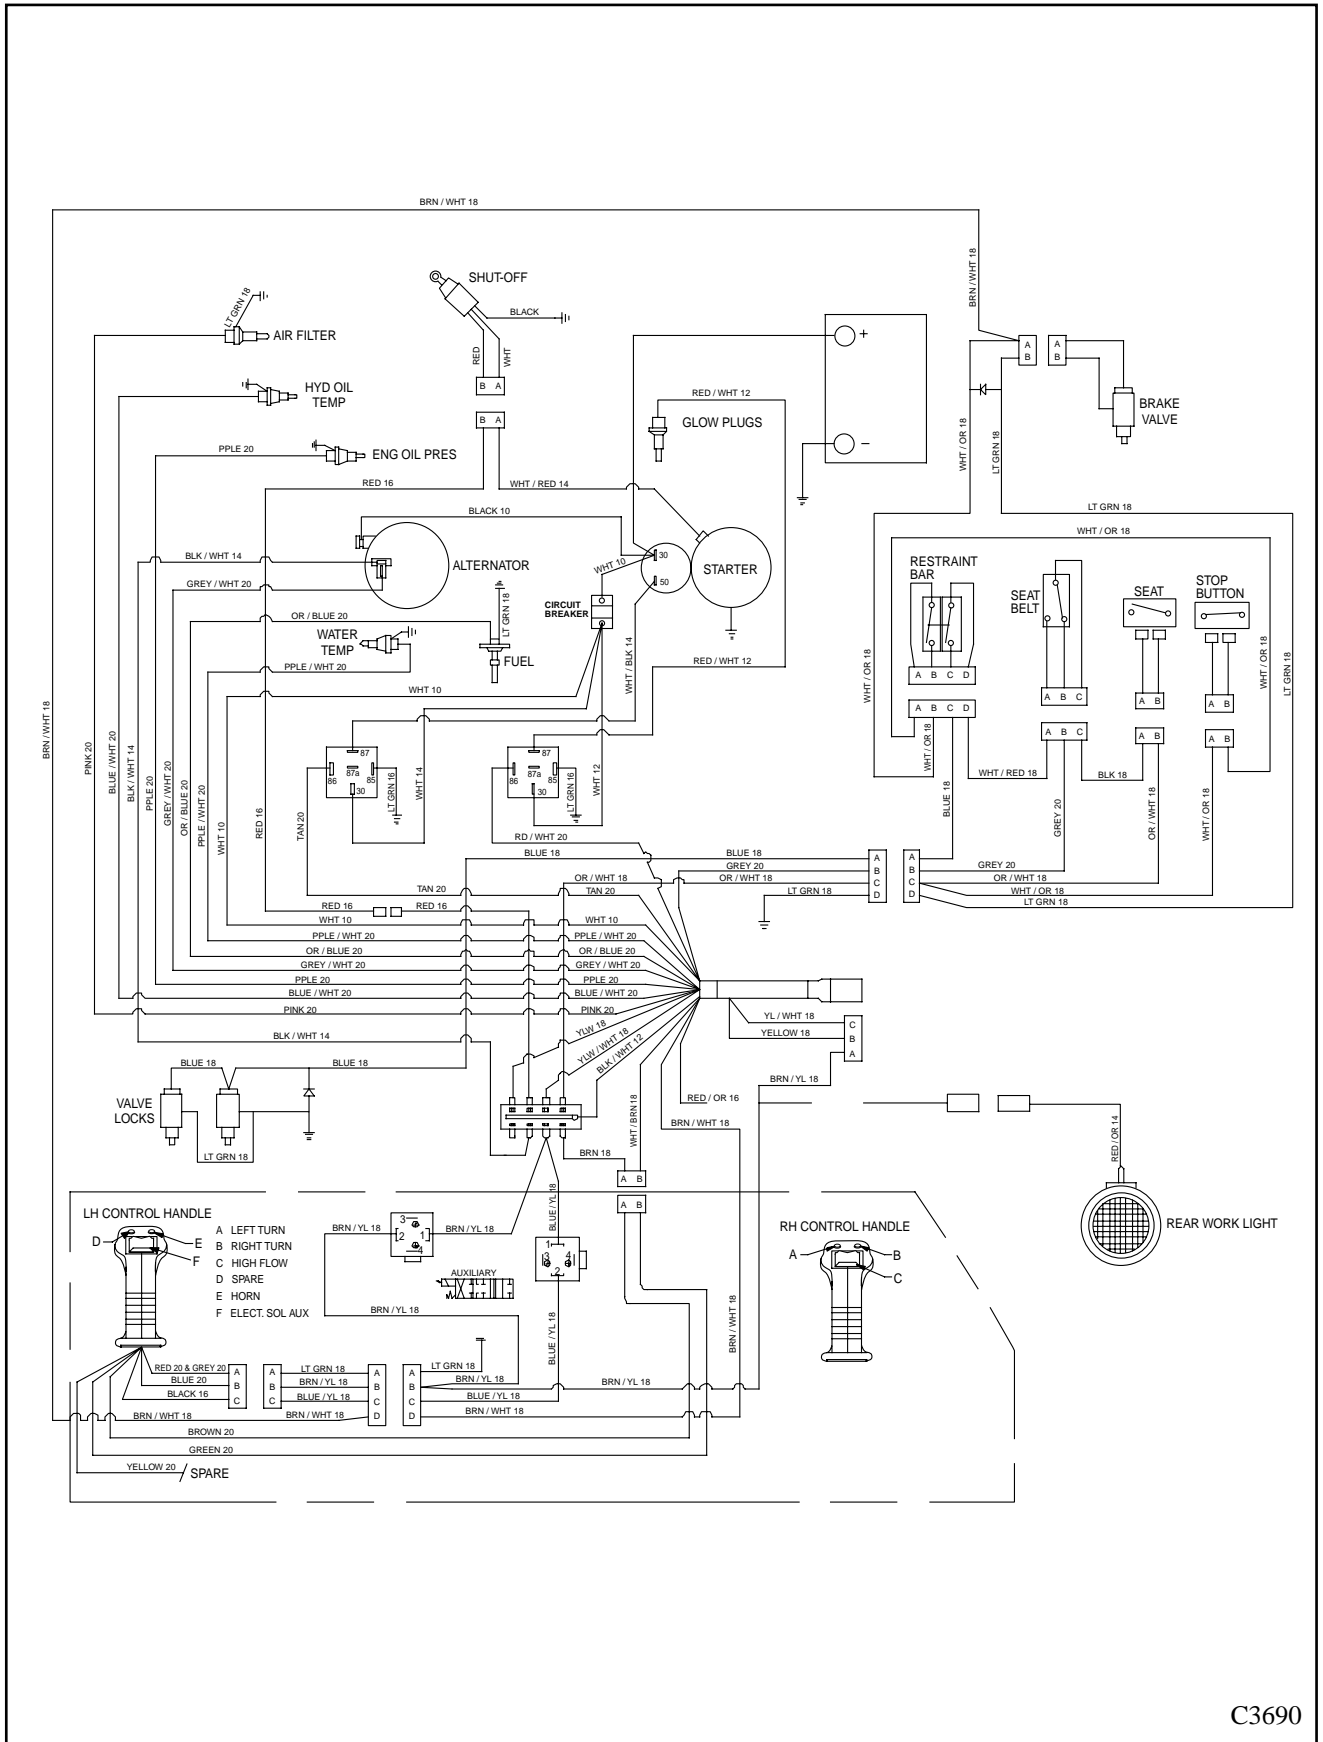 BRN / WHT 18
BRN / WHT 18
SHUT-OFF
LT GRN 18
BLACK
AIR FILTER
RED
WHT
+
A
B
A
B
B A
HYD OIL
TEMP
RED / WHT 12
BRAKE
VALVE
B A
GLOW PLUGS
WHT / OR 18
LT GRN 18
−
PPLE 20
ENG OIL PRES
RED 16
WHT / RED 14
LT GRN 18
BLACK 10
WHT / OR 18
BLK / WHT 14
ALTERNATOR
WHT 10
30
50
STARTER
RESTRAINT
BAR
GREY / WHT 20
SEAT
BELT
SEAT
STOP
BUTTON
CIRCUIT
BREAKER
LT GRN 18
OR / BLUE 20
WATER
TEMP
FUEL
PPLE / WHT 20
WHT / BLK 14
RED / WHT 12
WHT / OR 18
WHT / OR 18
LT GRN 18
A B C D
WHT 10
A B C
A B
A B
A B C D
BRN / WHT 18
PINK 20
BLUE / WHT 20
BLK / WHT 14
PPLE 20
GREY / WHT 20
OR / BLUE 20
PPLE / WHT 20
WHT 10
RED 16
TAN 20
87
86
87a
85
30
LT GRN 16
WHT 14
87
86
87a
85
30
LT GRN 16
WHT 12
WHT / OR 18
A B C
A B
A B
WHT / RED 18
BLK 18
BLUE 18
GREY 20
OR / WHT 18
WHT / OR 18
RD / WHT 20
BLUE 18
BLUE 18
GREY 20
OR / WHT 18
OR / WHT 18
LT GRN 18
A
B
C
D
A
B
C
D
GREY 20
OR / WHT 18
WHT / OR 18
LT GRN 18
TAN 20
TAN 20
RED 16
RED 16
WHT 10
WHT 10
PPLE / WHT 20
PPLE / WHT 20
OR / BLUE 20
OR / BLUE 20
GREY / WHT 20
GREY / WHT 20
PPLE 20
PPLE 20
BLUE / WHT 20
BLUE / WHT 20
PINK 20
PINK 20
BLK / WHT 14
YLW 18
YLW / WHT 18
BLK / WHT 12
YL / WHT 18
YELLOW 18
C
B
A
BLUE 18
BLUE 18
BRN / YL 18
VALVE
LOCKS
LT GRN 18
RED / OR 16
BRN / WHT 18
WHT / BRN 18
BRN 18
RED / OR 14
A B
A B
LH CONTROL HANDLE
D
E
F
A LEFT TURN
B RIGHT TURN
C HIGH FLOW
D SPARE
E HORN
F ELECT. SOL AUX
BRN / YL 18
3
2
1
4
BRN / YL 18
BLUE / YL 18
1
3
4
2
RH CONTROL HANDLE
A
B
C
REAR WORK LIGHT
AUXILIARY
BRN / YL 18
BLUE / YL 18
BRN / WHT 18
RED 20 & GREY 20
BLUE 20
BLACK 16
A
B
C
A
B
C
LT GRN 18
BRN / YL 18
BLUE / YL 18
BRN / WHT 18
A
B
C
D
A
B
C
D
LT GRN 18
BRN / YL 18
BRN / YL 18
BLUE / YL 18
BRN / WHT 18
BRN / WHT 18
BROWN 20
GREEN 20
YELLOW 20
SPARE
C3690